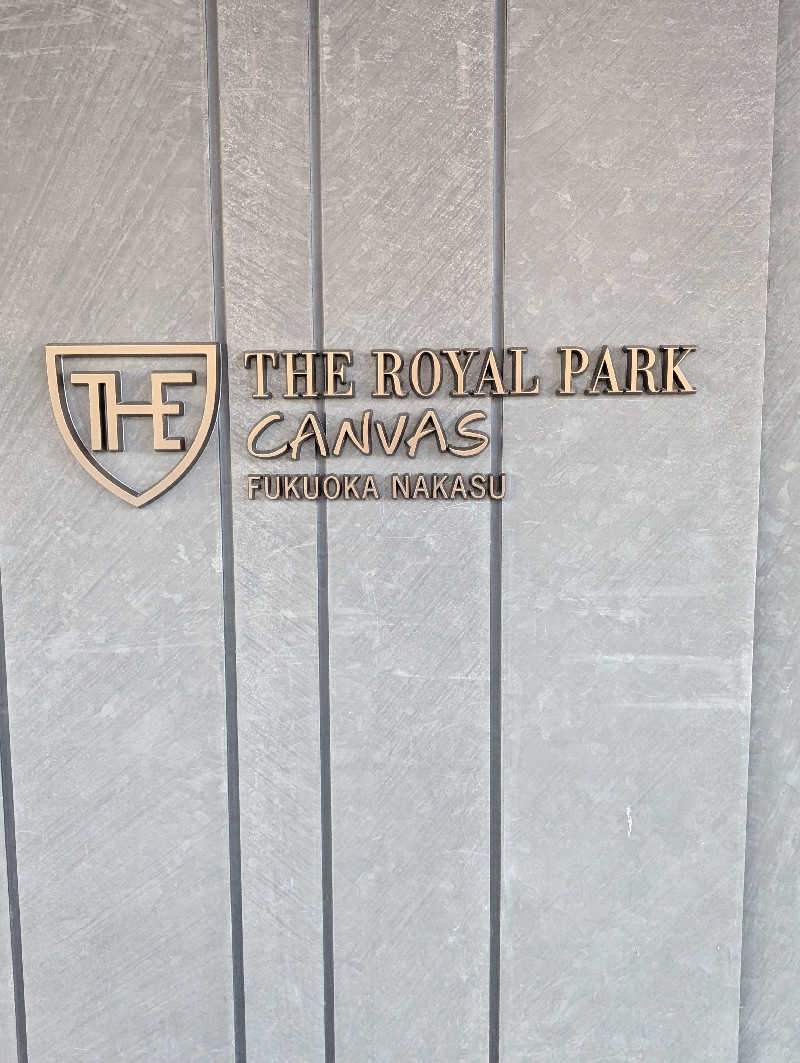 THE
THE ROYAL PARK
CANVAS
FUKUOKA NAKASU